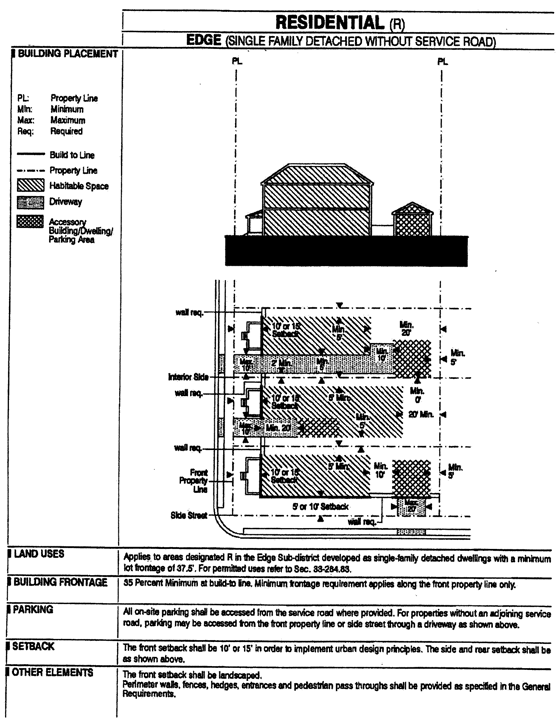 RESIDENTIAL (R)
EDGE (SINGLE FAMILY DETACHED WITHOUT SERVICE ROAD)
BUILDING PLACEMENT
PL: Property Line
Min: Minimum
Max: Maximum
Req: Required
Build to Line
Property Line
Habitable Space
Driveway
Accessory
Building/Dwelling/
Parking Area
PL
PL
wall req.
10' or 15'
Setback
Min.
5'
Min.
20'
Max.
10'
2' Min.
Min.
Min.
10'
Min.
5'
Interior Side
wall req.
10' or 15'
Setback
5' Min.
Min.
0'
20' Min.
Max.
10'
Min. 20'
Min.
wall req.
10' or 15'
Setback
5' Min.
Min.
10'
Min.
5'
Front
Property
Line
5' or 10' Setback
Max.
20'
Side Street
wall req.
LAND USES
Applies to areas designated R in the Edge Sub-district developed as single-family detached dwellings with a minimum
lot frontage of 37.5'. For permitted uses refer to Sec. 33-284.83.
BUILDING FRONTAGE
35 Percent Minimum at build-to line. Minimum frontage requirement applies along the front property line only.
PARKING
All on-site parking shall be accessed from the service road where provided. For properties without an adjoining service
road, parking may be accessed from the front property line or side street through a driveway as shown above.
SETBACK
The front setback shall be 10' or 15' in order to implement urban design principles. The side and rear setback shall be
as shown above.
OTHER ELEMENTS
The front setback shall be landscaped.
Perimeter walls, fences, hedges, entrances and pedestrian pass throughs shall be provided as specified in the General
Requirements.